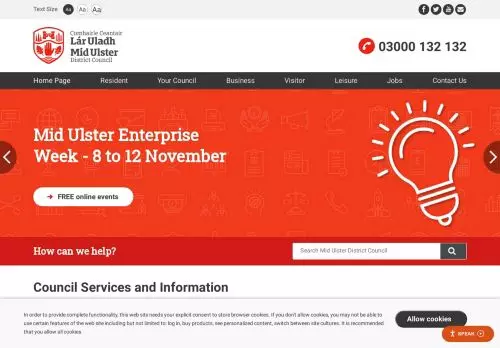 Text Size Aa Aa Aa
Comhairle Ceantair
Lár Uladh
Mid Ulster
District Council
03000 132 132
Home Page Resident Your Council Business Visitor Leisure Jobs Contact Us
Mid Ulster Enterprise
Week - 8 to 12 November
FREE online events
How can we help?
Search Mid Ulster District Council
Council Services and Information
In order to provide complete functionality, this web site needs your explicit consent to store browser cookies. If you don't allow cookies, you may not be able to
use certain features of the web site including but not limited to: log in, buy products, see personalized content, switch between site cultures. It is recommended
that you allow all cookies.
Allow cookies
SPEAK